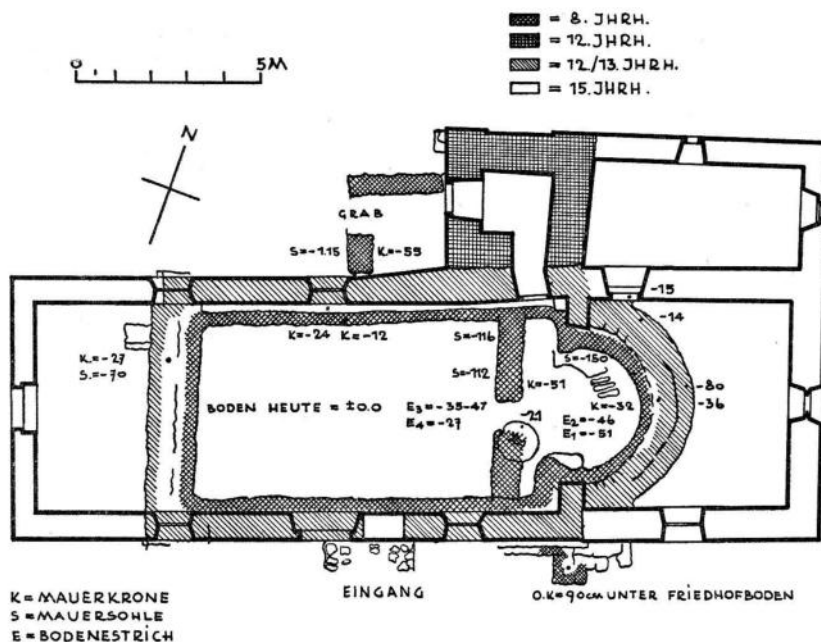 = 8. JHRH.
= 12. JHRH.
= 12/13. JHRH.
= 15. JHRH.
0 5M
N
GRAB
S=-1.15 K=-55
-15
-14
K=-24 K=-12
S=-116
S=-150
K=-27
S=-70
S=-112
K=-51
-80
-36
BODEN HEUTE = ±0.0
E3=-35-47
E4=-27
-21
K=-32
E2=-46
E1=-51
EINGANG
O.K=90cm UNTER FRIEDHOFBODEN
K=MAUERKRONE
S=MAUERSOHLE
E=BODENESTRICH